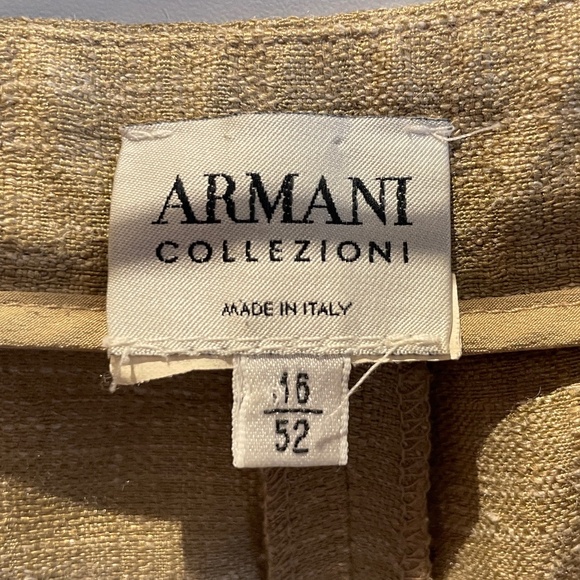 ARMANI
COLLEZIONI
MADE IN ITALY
16
52